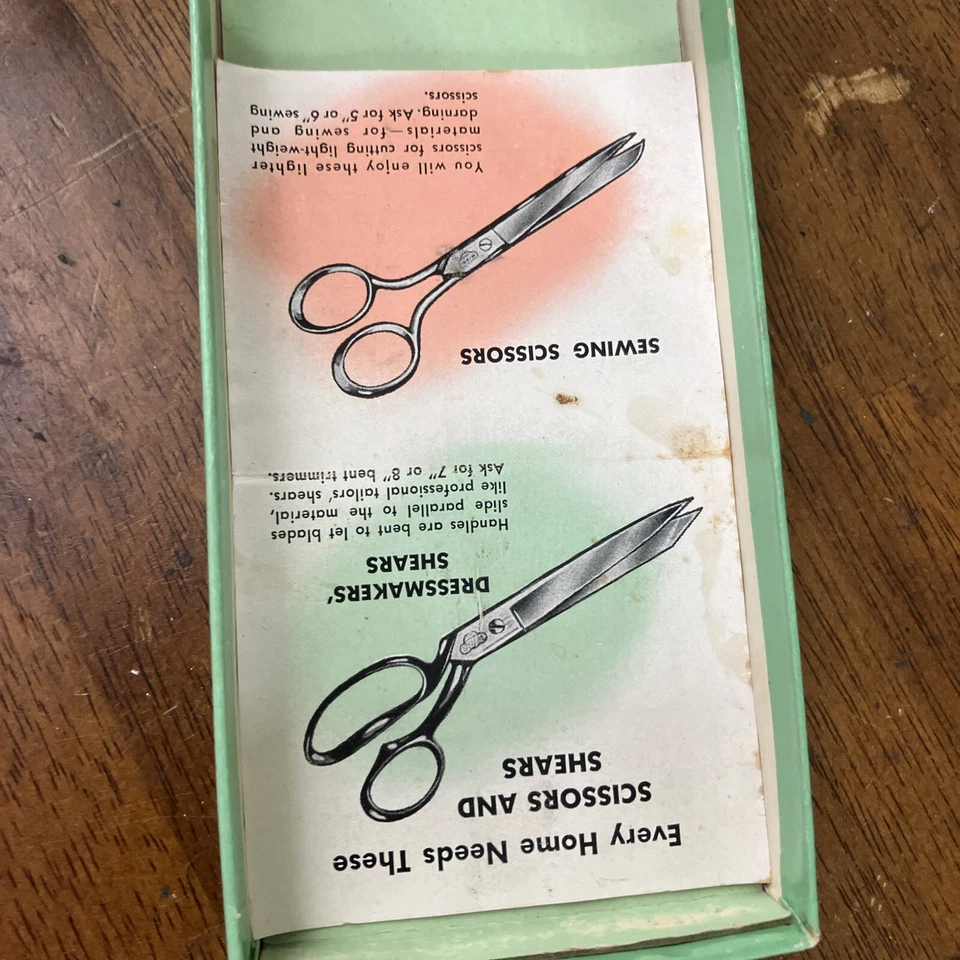 Every Home Needs These
SCISSORS AND
SHEARS
DRESSMAKERS'
SHEARS
Handles are bent to let blades
slide parallel to the material,
like professional tailors' shears.
Ask for 7" or 8" bent trimmers.
SEWING SCISSORS
You will enjoy these lighter
scissors for cutting light-weight
materials—for sewing and
darning. Ask for 5" or 6" sewing
scissors.